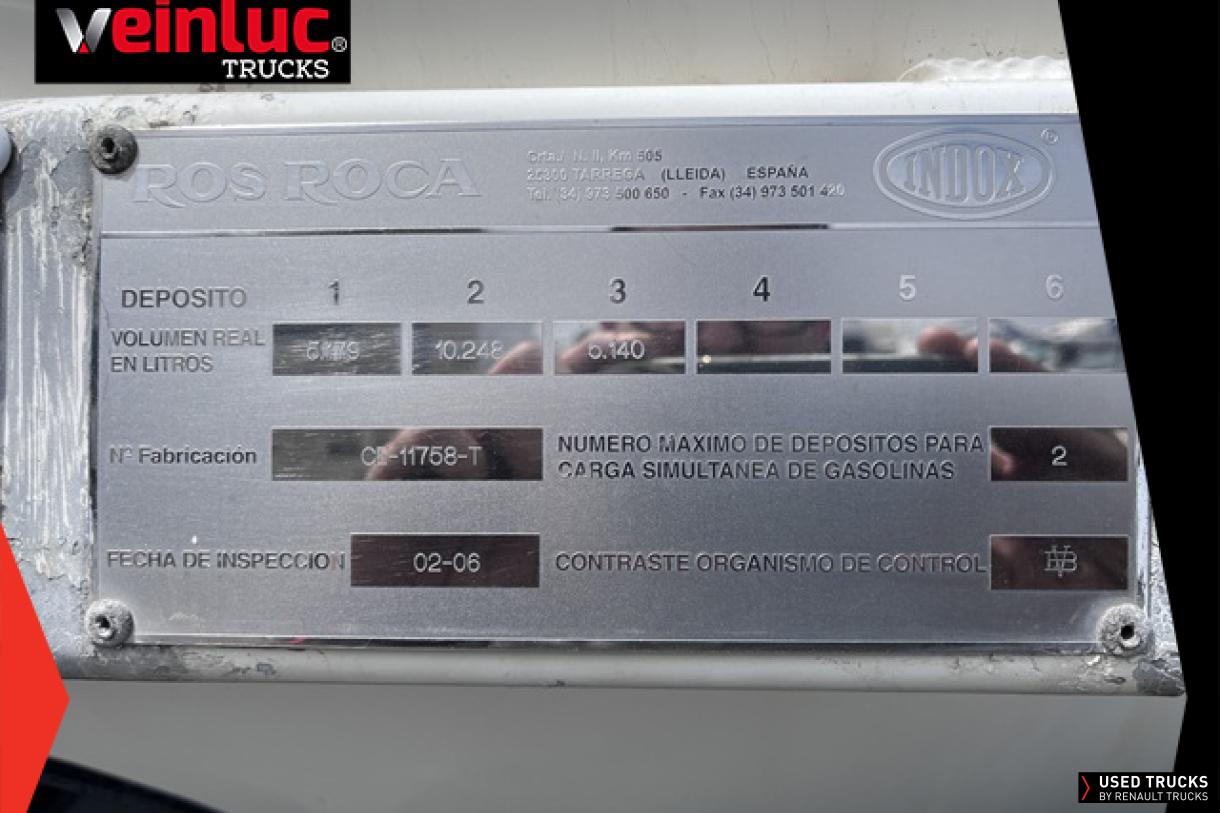 veinluc®
TRUCKS
ROS ROCA
Crta./ N. II, Km 505
25300 TARREGA (LLEIDA) ESPAÑA
Tel. (34) 973 500 650 - Fax (34) 973 501 420
INDOX ®
DEPOSITO 1 2 3 4 5 6
VOLUMEN REAL
EN LITROS 10.248 5.140
Nº Fabricación
NUMERO MAXIMO DE DEPOSITOS PARA
CARGA SIMULTANEA DE GASOLINAS 2
FECHA DE INSPECCION 02-06 CONTRASTE ORGANISMO DE CONTROL
USED TRUCKS
BY RENAULT TRUCKS